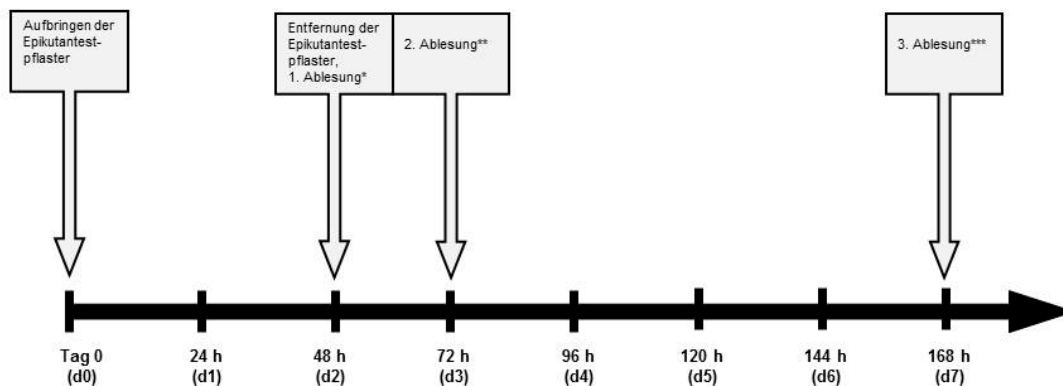 Aufbringen der
Epikutantest-
pflaster
Entfernung der
Epikutantest-
pflaster,
1. Ablesung*
2. Ablesung**
3. Ablesung***
Tag 0
(d0)
24 h
(d1)
48 h
(d2)
72 h
(d3)
96 h
(d4)
120 h
(d5)
144 h
(d6)
168 h
(d7)